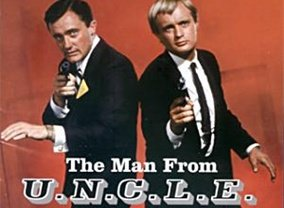 The Man From
U.N.C.L.E.